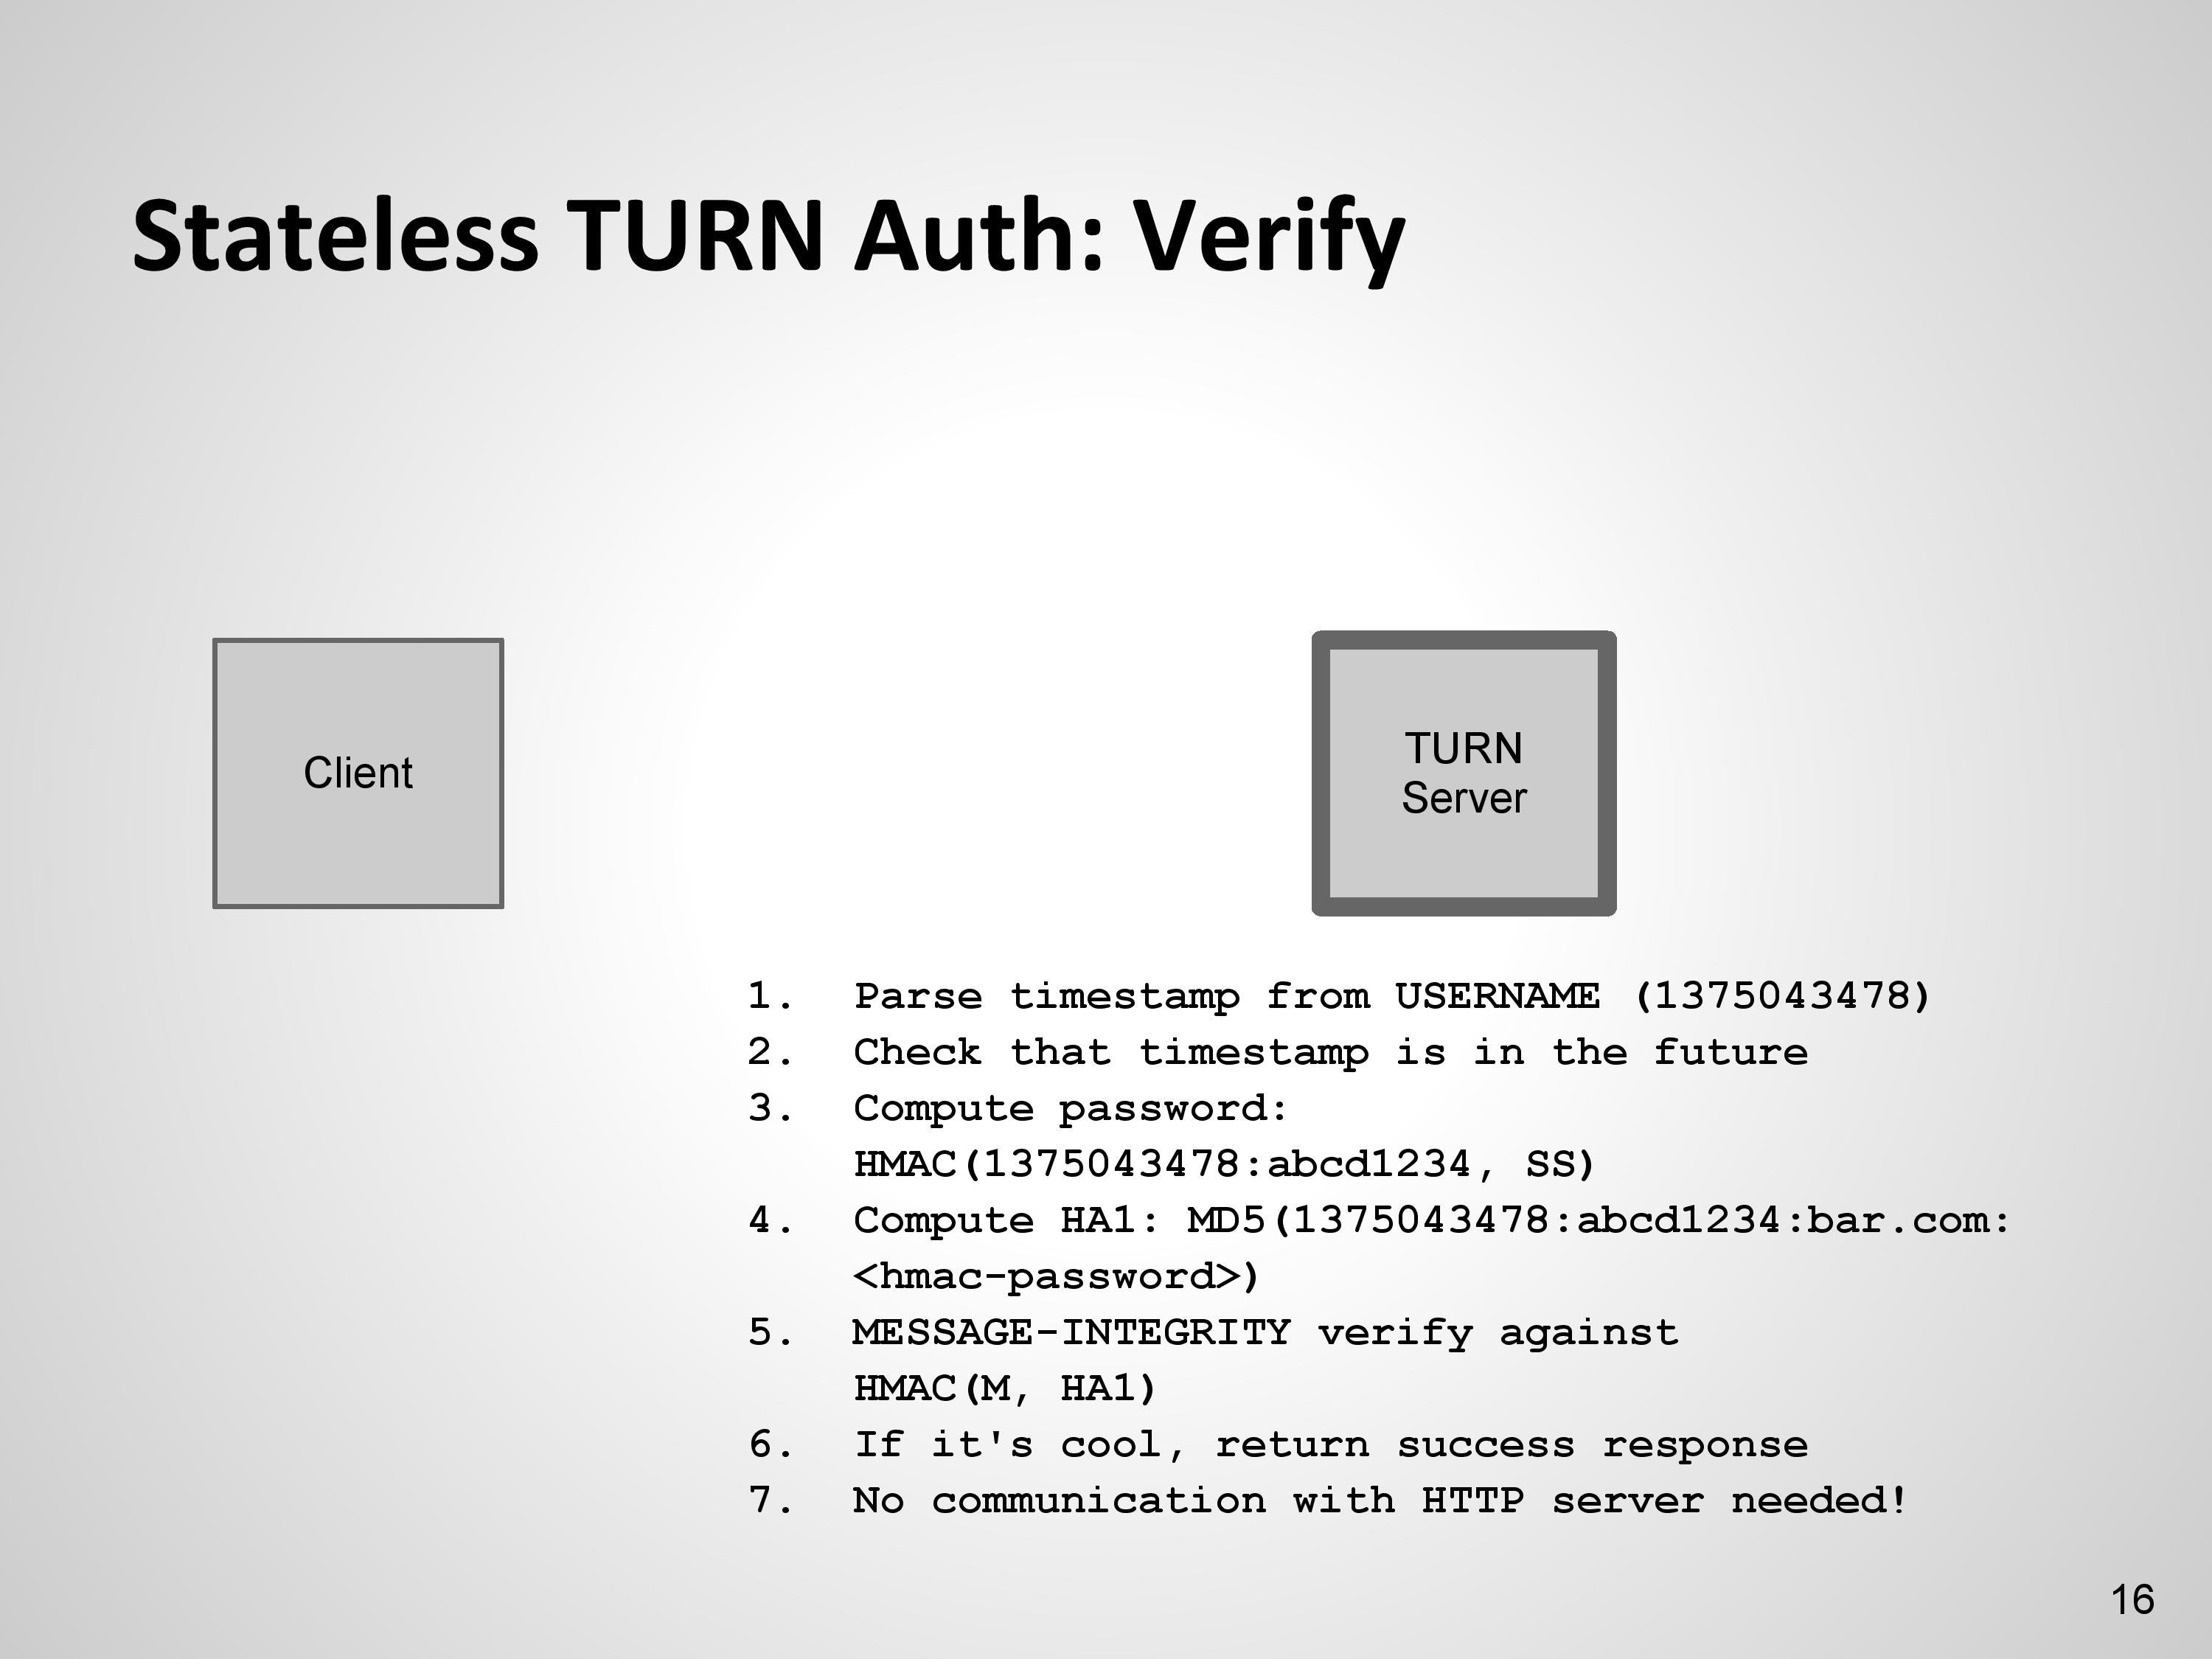 Stateless TURN Auth: Verify
Client
TURN
Server
1. Parse timestamp from USERNAME (1375043478)
2. Check that timestamp is in the future
3. Compute password:
HMAC(1375043478:abcd1234, SS)
4. Compute HA1: MD5(1375043478:abcd1234:bar.com:
<hmac-password>)
5. MESSAGE-INTEGRITY verify against
HMAC(M, HA1)
6. If it's cool, return success response
7. No communication with HTTP server needed!
16